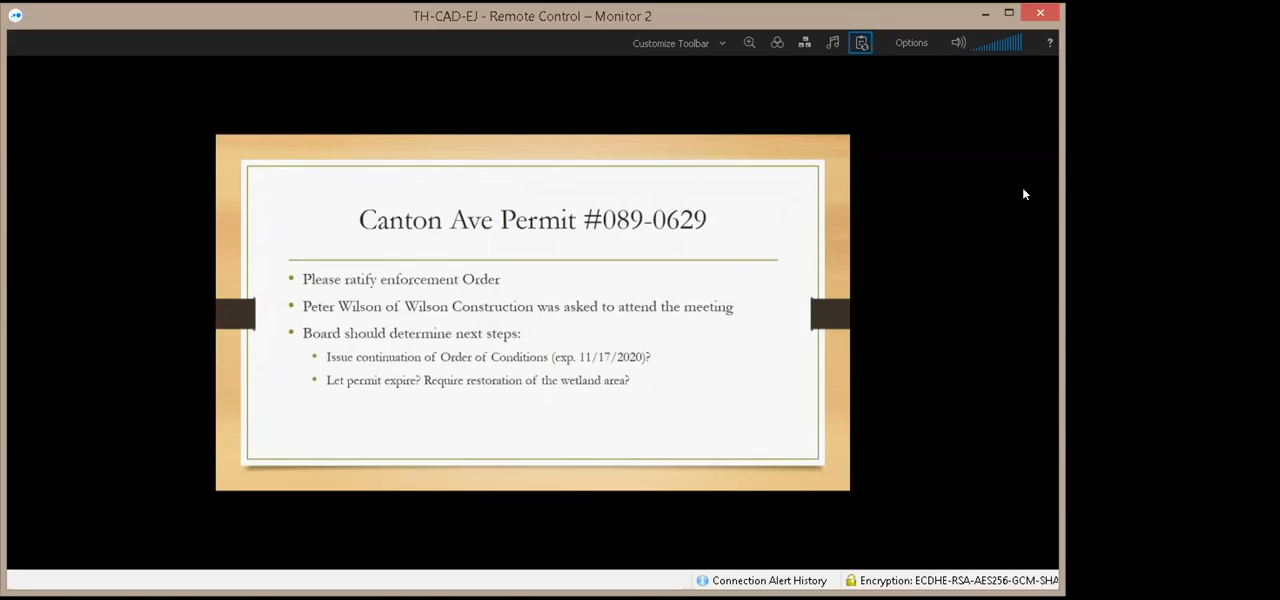 TH-CAD-EJ - Remote Control – Monitor 2
Customize Toolbar
Options
?
Canton Ave Permit #089-0629
• Please ratify enforcement Order
• Peter Wilson of Wilson Construction was asked to attend the meeting
• Board should determine next steps:
• Issue continuation of Order of Conditions (exp. 11/17/2020)?
• Let permit expire? Require restoration of the wetland area?
Connection Alert History
Encryption: ECDHE-RSA-AES256-GCM-SHA